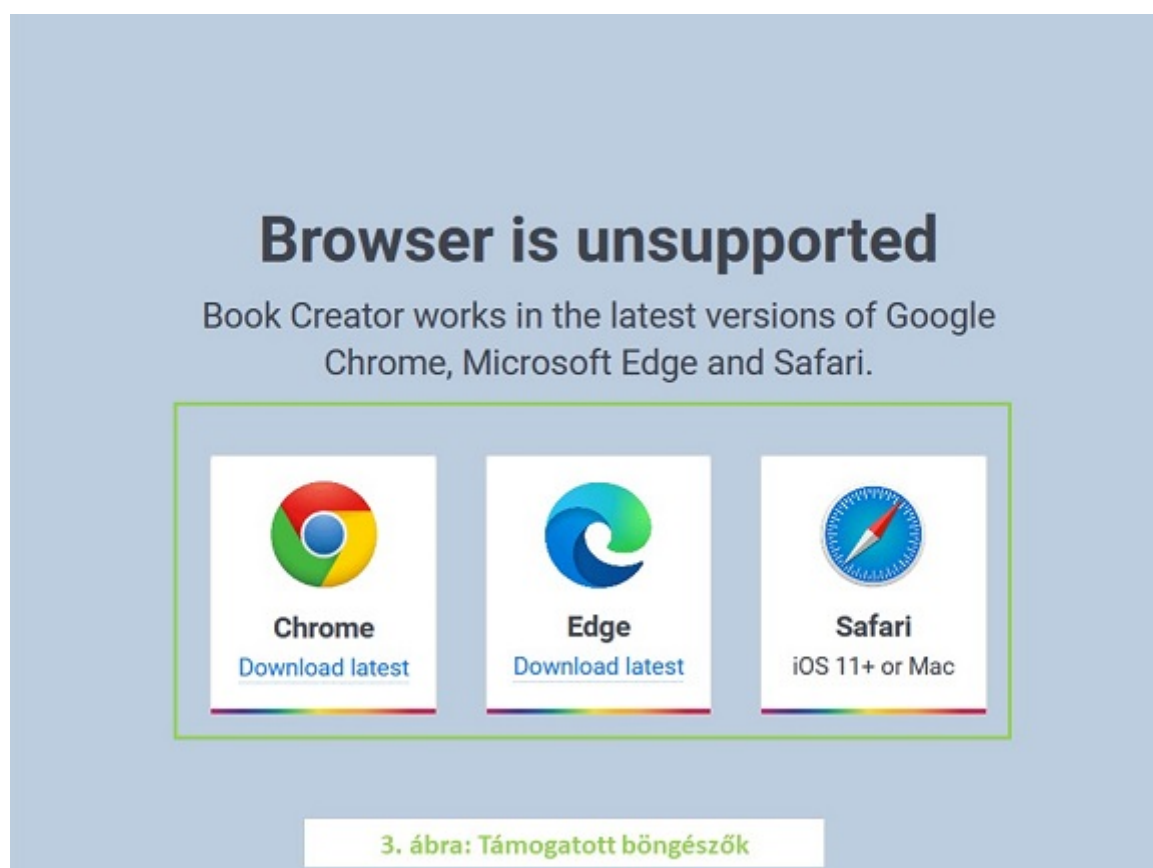 Browser is unsupported
Book Creator works in the latest versions of Google
Chrome, Microsoft Edge and Safari.
Chrome
Download latest
Edge
Download latest
Safari
iOS 11+ or Mac
3. ábra: Támogatott böngészők